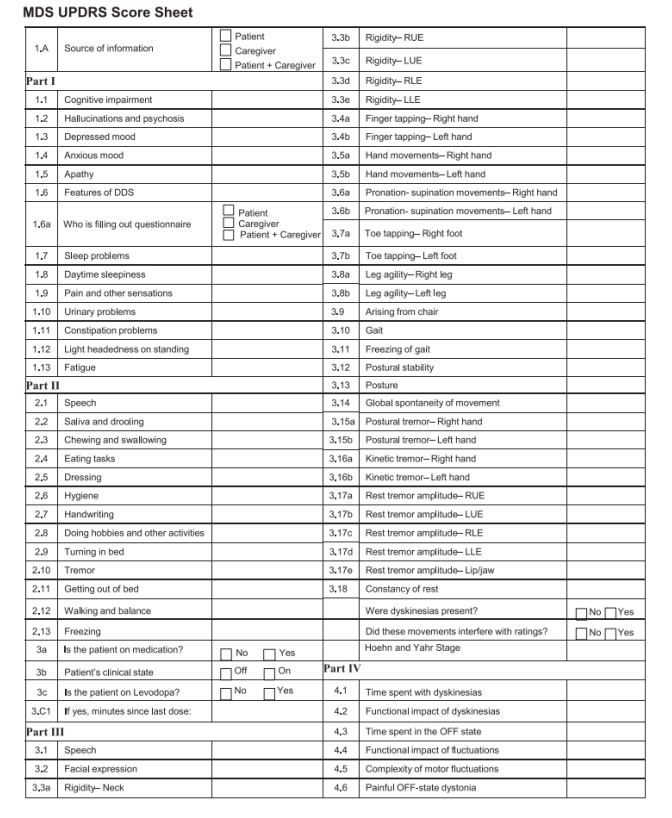 MDS UPDRS Score Sheet
1.A Source of information
Patient
Caregiver
Patient + Caregiver
Part I
1.1 Cognitive impairment
1.2 Hallucinations and psychosis
1.3 Depressed mood
1.4 Anxious mood
1.5 Apathy
1.6 Features of DDS
1.6a Who is filling out questionnaire
Patient
Caregiver
Patient + Caregiver
1.7 Sleep problems
1.8 Daytime sleepiness
1.9 Pain and other sensations
1.10 Urinary problems
1.11 Constipation problems
1.12 Light headedness on standing
1.13 Fatigue
Part II
2.1 Speech
2.2 Saliva and drooling
2.3 Chewing and swallowing
2.4 Eating tasks
2.5 Dressing
2.6 Hygiene
2.7 Handwriting
2.8 Doing hobbies and other activities
2.9 Turning in bed
2.10 Tremor
2.11 Getting out of bed
2.12 Walking and balance
2.13 Freezing
3a Is the patient on medication? No Yes
3b Patient's clinical state Off On
3c Is the patient on Levodopa? No Yes
3.C1 If yes, minutes since last dose:
Part III
3.1 Speech
3.2 Facial expression
3.3a Rigidity– Neck
3.3b Rigidity– RUE
3.3c Rigidity– LUE
3.3d Rigidity– RLE
3.3e Rigidity– LLE
3.4a Finger tapping– Right hand
3.4b Finger tapping– Left hand
3.5a Hand movements– Right hand
3.5b Hand movements– Left hand
3.6a Pronation- supination movements– Right hand
3.6b Pronation- supination movements– Left hand
3.7a Toe tapping– Right foot
3.7b Toe tapping– Left foot
3.8a Leg agility– Right leg
3.8b Leg agility– Left leg
3.9 Arising from chair
3.10 Gait
3.11 Freezing of gait
3.12 Postural stability
3.13 Posture
3.14 Global spontaneity of movement
3.15a Postural tremor– Right hand
3.15b Postural tremor– Left hand
3.16a Kinetic tremor– Right hand
3.16b Kinetic tremor– Left hand
3.17a Rest tremor amplitude– RUE
3.17b Rest tremor amplitude– LUE
3.17c Rest tremor amplitude– RLE
3.17d Rest tremor amplitude– LLE
3.17e Rest tremor amplitude– Lip/jaw
3.18 Constancy of rest
Were dyskinesias present? No Yes
Did these movements interfere with ratings? No Yes
Hoehn and Yahr Stage
Part IV
4.1 Time spent with dyskinesias
4.2 Functional impact of dyskinesias
4.3 Time spent in the OFF state
4.4 Functional impact of fluctuations
4.5 Complexity of motor fluctuations
4.6 Painful OFF-state dystonia